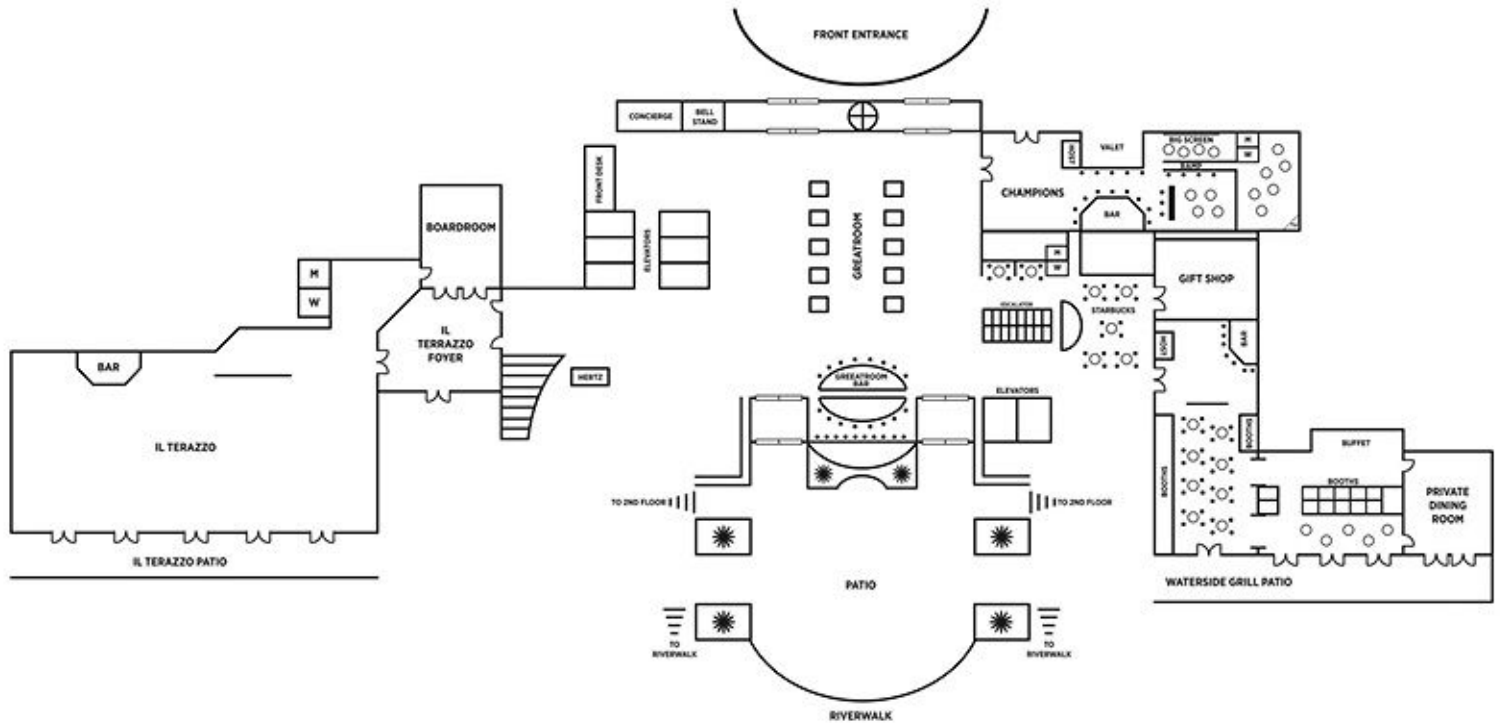 FRONT ENTRANCE
CONCIERGE
BELL
STAND
FRONT DESK
ELEVATORS
GREATROOM
HOST
VALET
BIG SCREEN
M
W
RAMP
CHAMPIONS
BAR
BOARDROOM
M
W
M
W
GIFT SHOP
ESCALATOR
STARBUCKS
IL
TERRAZZO
FOYER
BAR
HOST
BAR
HERTZ
GREEATROOM
BAR
ELEVATORS
IL TERAZZO
BOOTHS
BOOTHS
BUFFET
BOOTHS
PRIVATE
DINING
ROOM
TO 2ND FLOOR
TO 2ND FLOOR
IL TERAZZO PATIO
PATIO
WATERSIDE GRILL PATIO
TO
RIVERWALK
TO
RIVERWALK
RIVERWALK